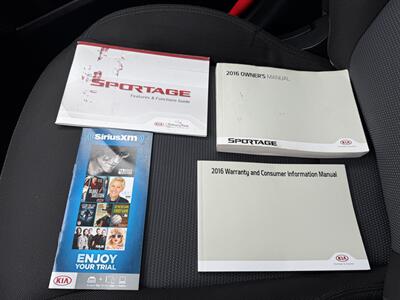 SPORTAGE
Features & Functions Guide
KIA
2016 OWNER'S MANUAL
SPORTAGE
KIA
SiriusXM
ENJOY
YOUR TRIAL
KIA
2016 Warranty and Consumer Information Manual
KIA